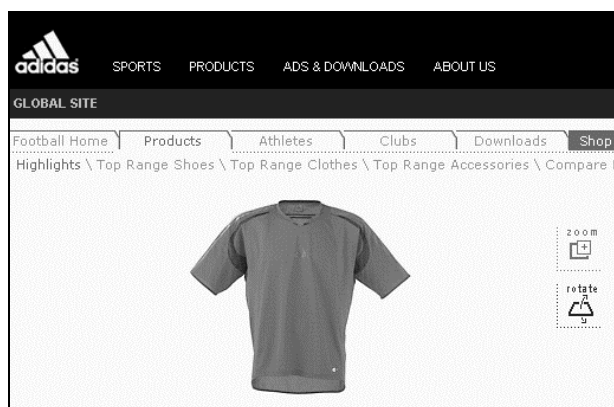 adidas
SPORTS PRODUCTS ADS & DOWNLOADS ABOUT US
GLOBAL SITE
Football Home Products Athletes Clubs Downloads Shop
Highlights \ Top Range Shoes \ Top Range Clothes \ Top Range Accessories \ Compare
zoom
rotate